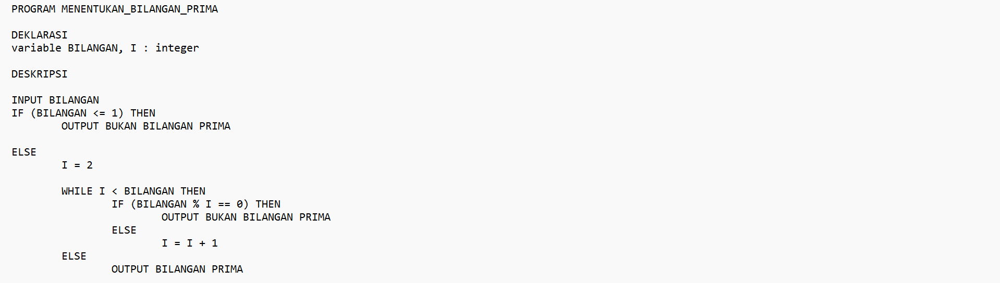 PROGRAM MENENTUKAN_BILANGAN_PRIMA
DEKLARASI
variable BILANGAN, I : integer
DESKRIPSI
INPUT BILANGAN
IF (BILANGAN <= 1) THEN
OUTPUT BUKAN BILANGAN PRIMA
ELSE
I = 2
WHILE I < BILANGAN THEN
IF (BILANGAN % I == 0) THEN
OUTPUT BUKAN BILANGAN PRIMA
ELSE
I = I + 1
ELSE
OUTPUT BILANGAN PRIMA